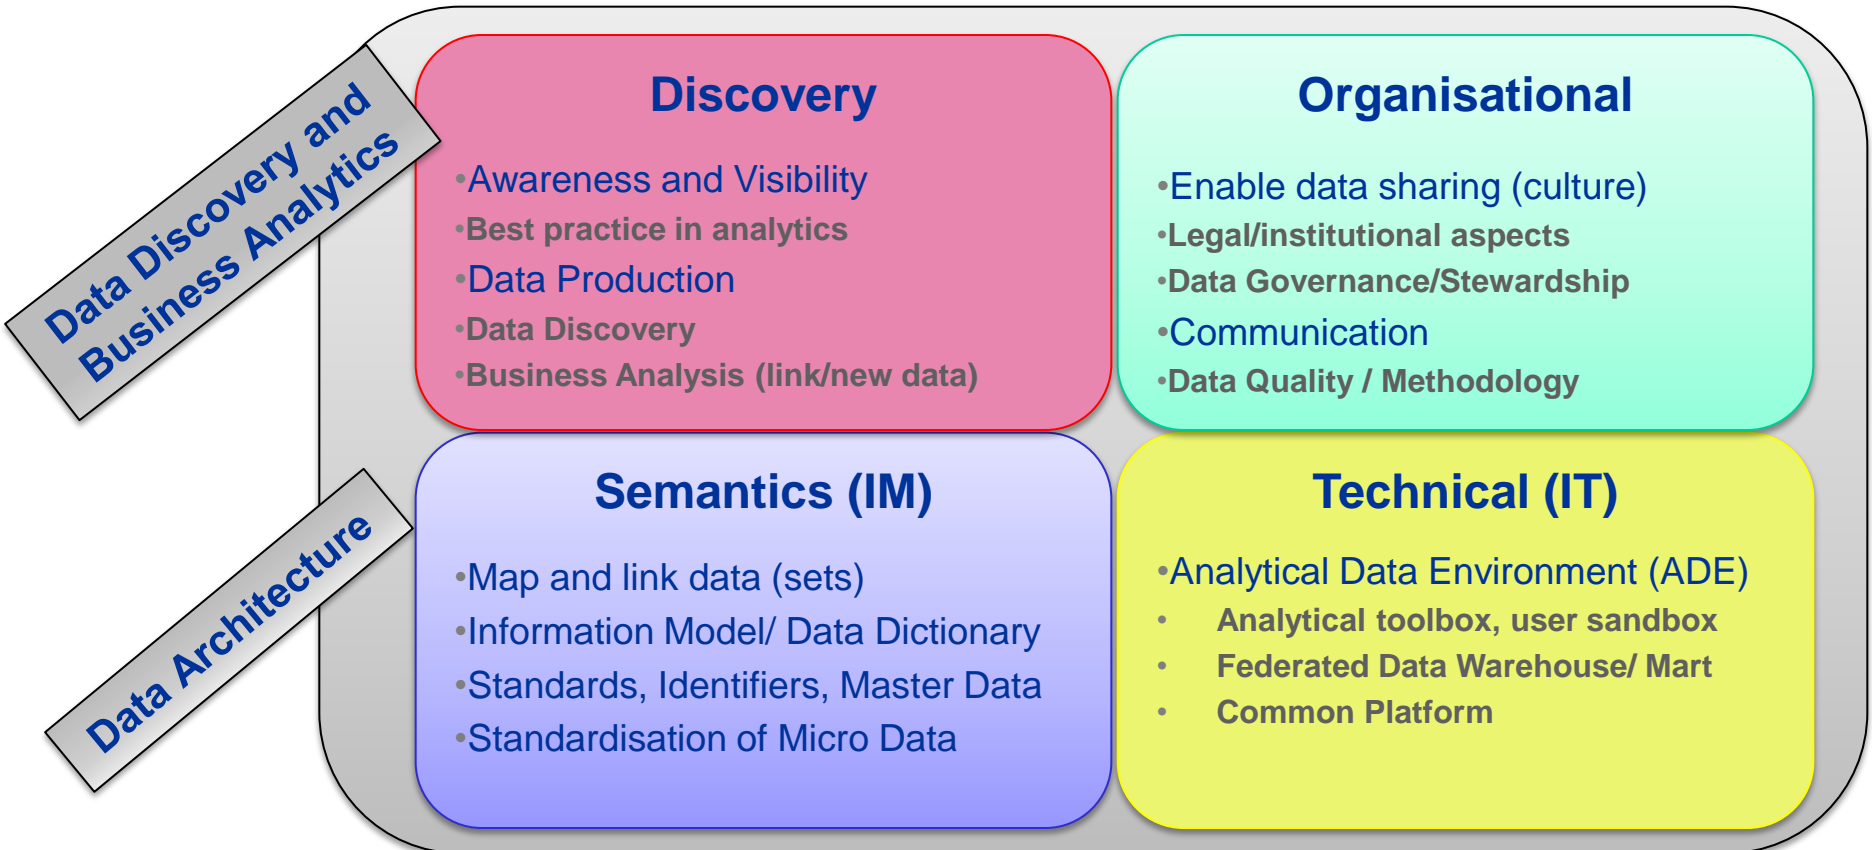 Data Discovery and
Business Analytics
Discovery
•Awareness and Visibility
•Best practice in analytics
•Data Production
•Data Discovery
•Business Analysis (link/new data)
Organisational
•Enable data sharing (culture)
•Legal/institutional aspects
•Data Governance/Stewardship
•Communication
•Data Quality / Methodology
Data Architecture
Semantics (IM)
•Map and link data (sets)
•Information Model/ Data Dictionary
•Standards, Identifiers, Master Data
•Standardisation of Micro Data
Technical (IT)
•Analytical Data Environment (ADE)
• Analytical toolbox, user sandbox
• Federated Data Warehouse/ Mart
• Common Platform